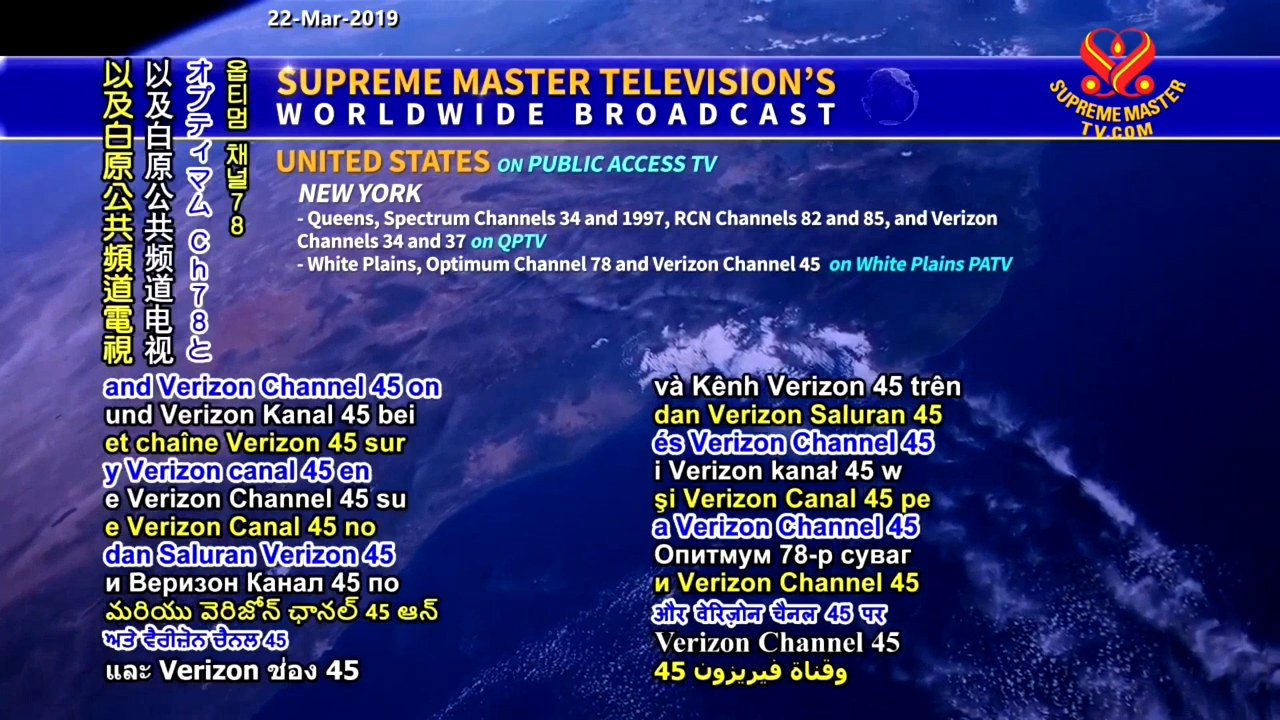 22-Mar-2019
SUPREME MASTER TELEVISION'S
WORLDWIDE BROADCAST
SUPREME MASTER
TV.COM
UNITED STATES ON PUBLIC ACCESS TV
NEW YORK
- Queens, Spectrum Channels 34 and 1997, RCN Channels 82 and 85, and Verizon
Channels 34 and 37 on QPTV
- White Plains, Optimum Channel 78 and Verizon Channel 45 on White Plains PATV
以及白原公共頻道電視
以及白原公共频道电视
オプティマム Ch78と
옵티멈 채널78
and Verizon Channel 45 on
und Verizon Kanal 45 bei
et chaîne Verizon 45 sur
y Verizon canal 45 en
e Verizon Channel 45 su
e Verizon Canal 45 no
dan Saluran Verizon 45
и Веризон Канал 45 по
మరియు వెరిజోన్ ఛానల్ 45 ఆన్
ਅਤੇ ਵੈਰੀਜ਼ੋਨ ਚੈਨਲ 45
และ Verizon ช่อง 45
và Kênh Verizon 45 trên
dan Verizon Saluran 45
és Verizon Channel 45
i Verizon kanał 45 w
şi Verizon Canal 45 pe
a Verizon Channel 45
Опитмум 78-р суваг
и Verizon Channel 45
और वेरिज़ोन चैनल 45 पर
Verizon Channel 45
وقناة فيريزون 45